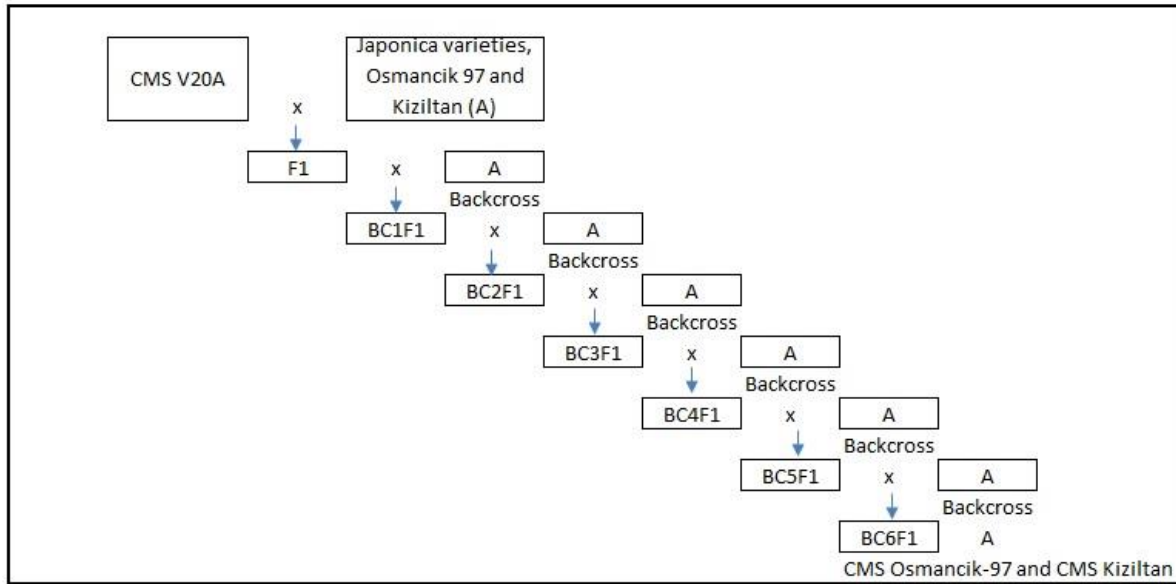 CMS V20A
x
Japonica varieties,
Osmancik 97 and
Kiziltan (A)
F1 x A
Backcross
BC1F1 x A
Backcross
BC2F1 x A
Backcross
BC3F1 x A
Backcross
BC4F1 x A
Backcross
BC5F1 x A
Backcross
BC6F1 A
CMS Osmancik-97 and CMS Kiziltan